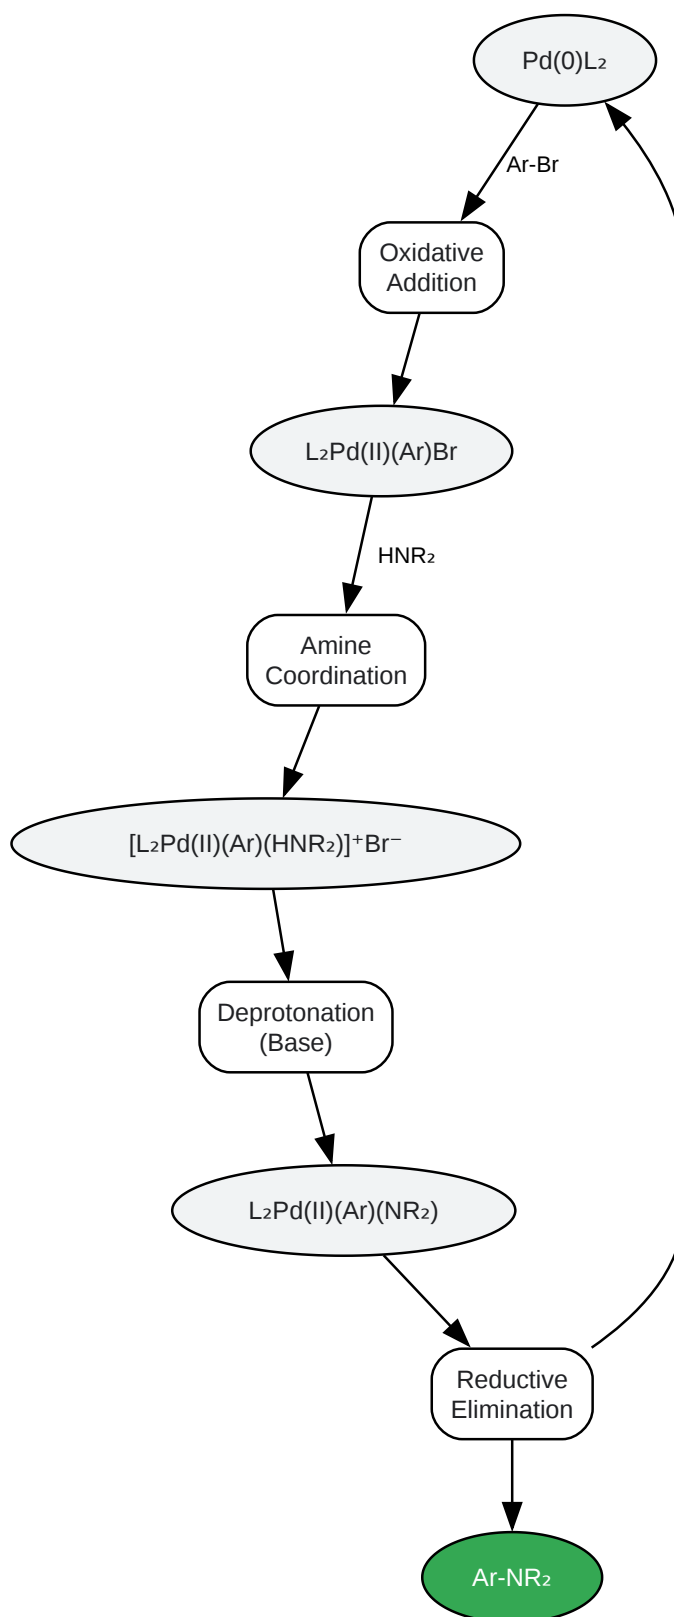 Pd(0)L₂
Ar-Br
Oxidative
Addition
L₂Pd(II)(Ar)Br
HNR₂
Amine
Coordination
[L₂Pd(II)(Ar)(HNR₂)]⁺Br⁻
Deprotonation
(Base)
L₂Pd(II)(Ar)(NR₂)
Reductive
Elimination
Ar-NR₂